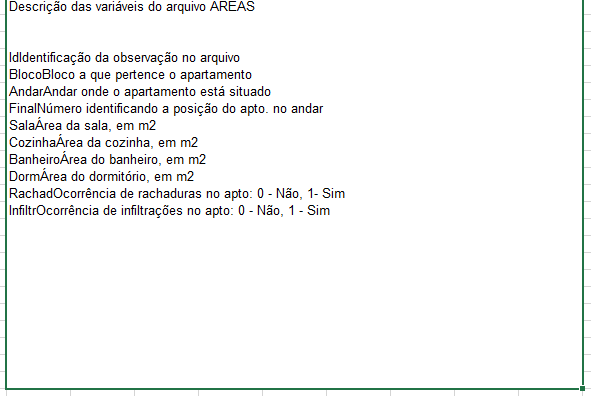 Descrição das variáveis do arquivo AREAS
IdIdentificação da observação no arquivo
BlocoBloco a que pertence o apartamento
AndarAndar onde o apartamento está situado
FinalNúmero identificando a posição do apto. no andar
SalaÁrea da sala, em m2
CozinhaÁrea da cozinha, em m2
BanheiroÁrea do banheiro, em m2
DormÁrea do dormitório, em m2
RachadOcorrência de rachaduras no apto: 0 - Não, 1- Sim
InfiltrOcorrência de infiltrações no apto: 0 - Não, 1 - Sim